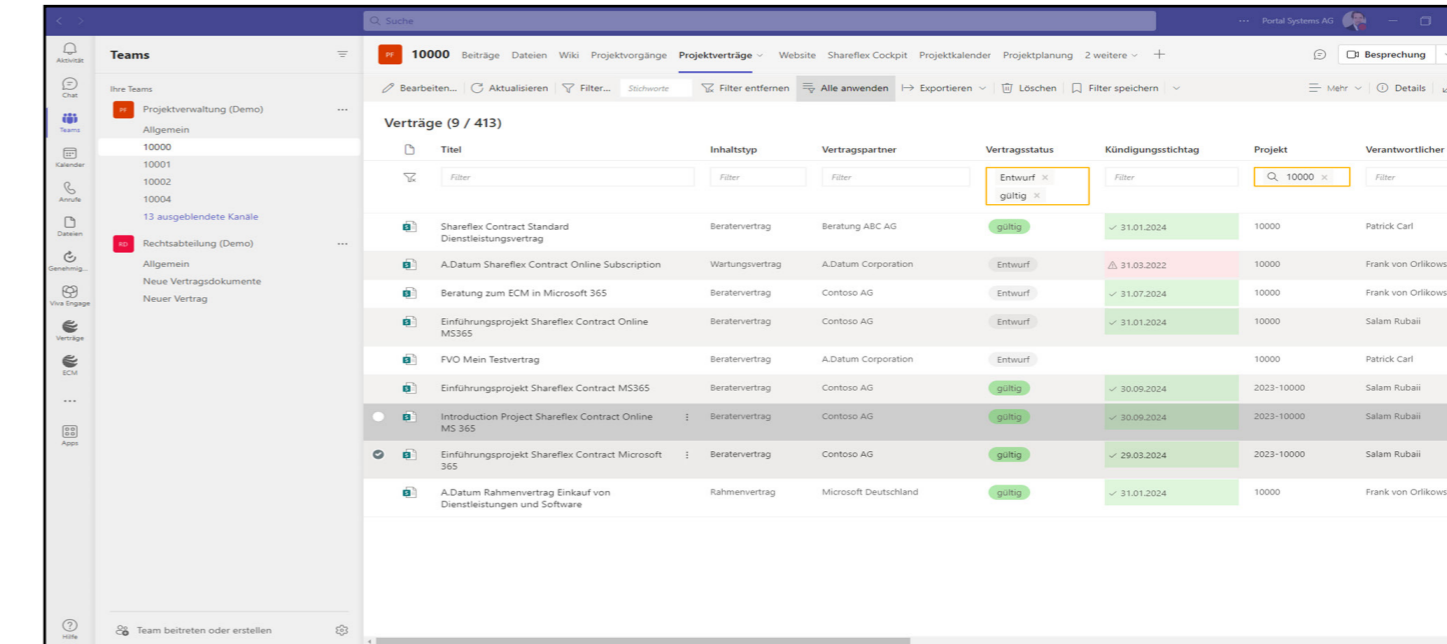 Suche
Portal Systems AG
Aktivität
Chat
Teams
Kalender
Anrufe
Dateien
Genehmig...
Viva Engage
Verträge
ECM
Apps
Hilfe
Teams
Ihre Teams
PF Projektverwaltung (Demo)
Allgemein
10000
10001
10002
10004
13 ausgeblendete Kanäle
RD Rechtsabteilung (Demo)
Allgemein
Neue Vertragsdokumente
Neuer Vertrag
Team beitreten oder erstellen
PF 10000 Beiträge Dateien Wiki Projektvorgänge Projektverträge Website Shareflex Cockpit Projektkalender Projektplanung 2 weitere Besprechung
Bearbeiten... Aktualisieren Filter... Stichworte Filter entfernen Alle anwenden Exportieren Löschen Filter speichern Mehr Details
Verträge (9 / 413)
Titel Inhaltstyp Vertragspartner Vertragsstatus Kündigungsstichtag Projekt Verantwortlicher
Filter Filter Filter Entwurf × Filter 10000 × Filter
gültig ×
Shareflex Contract Standard Beratervertrag Beratung ABC AG gültig 31.01.2024 10000 Patrick Carl
Dienstleistungsvertrag
A.Datum Shareflex Contract Online Subscription Wartungsvertrag A.Datum Corporation Entwurf 31.03.2022 10000 Frank von Orlikows
Beratung zum ECM in Microsoft 365 Beratervertrag Contoso AG Entwurf 31.07.2024 10000 Frank von Orlikows
Einführungsprojekt Shareflex Contract Online Beratervertrag Contoso AG Entwurf 31.01.2024 10000 Salam Rubaii
MS365
FVO Mein Testvertrag Beratervertrag A.Datum Corporation Entwurf 10000 Patrick Carl
Einführungsprojekt Shareflex Contract MS365 Beratervertrag Contoso AG gültig 30.09.2024 2023-10000 Salam Rubaii
Introduction Project Shareflex Contract Online Beratervertrag Contoso AG gültig 30.09.2024 2023-10000 Salam Rubaii
MS 365
Einführungsprojekt Shareflex Contract Microsoft Beratervertrag Contoso AG gültig 29.03.2024 2023-10000 Salam Rubaii
365
A.Datum Rahmenvertrag Einkauf von Rahmenvertrag Microsoft Deutschland gültig 31.01.2024 10000 Frank von Orlikows
Dienstleistungen und Software